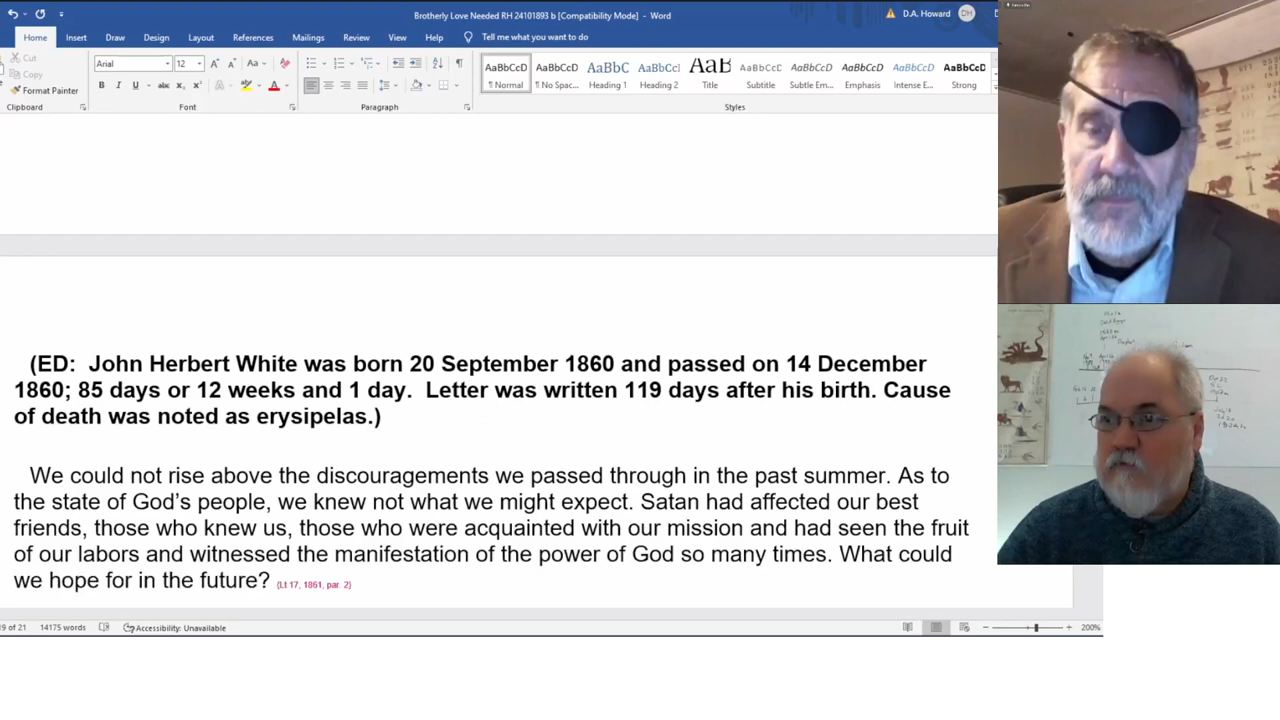 Brotherly Love Needed RH 24101893 b [Compatibility Mode] - Word
D.A. Howard
DH
Home Insert Draw Design Layout References Mailings Review View Help Tell me what you want to do
Cut
Copy
Format Painter
Arial 12
AaBbCcD AaBbCcD AaBbC AaBbCcD AaB AaBbCcD AaBbCcD AaBbCcD AaBbCcD AaBbCcD
¶ Normal ¶ No Spac... Heading 1 Heading 2 Title Subtitle Subtle Em... Emphasis Intense E... Strong
Clipboard Font Paragraph Styles
(ED: John Herbert White was born 20 September 1860 and passed on 14 December
1860; 85 days or 12 weeks and 1 day. Letter was written 119 days after his birth. Cause
of death was noted as erysipelas.)
We could not rise above the discouragements we passed through in the past summer. As to
the state of God's people, we knew not what we might expect. Satan had affected our best
friends, those who knew us, those who were acquainted with our mission and had seen the fruit
of our labors and witnessed the manifestation of the power of God so many times. What could
we hope for in the future? {Lt 17, 1861, par. 2}
19 of 21 14175 words Accessibility: Unavailable 200%